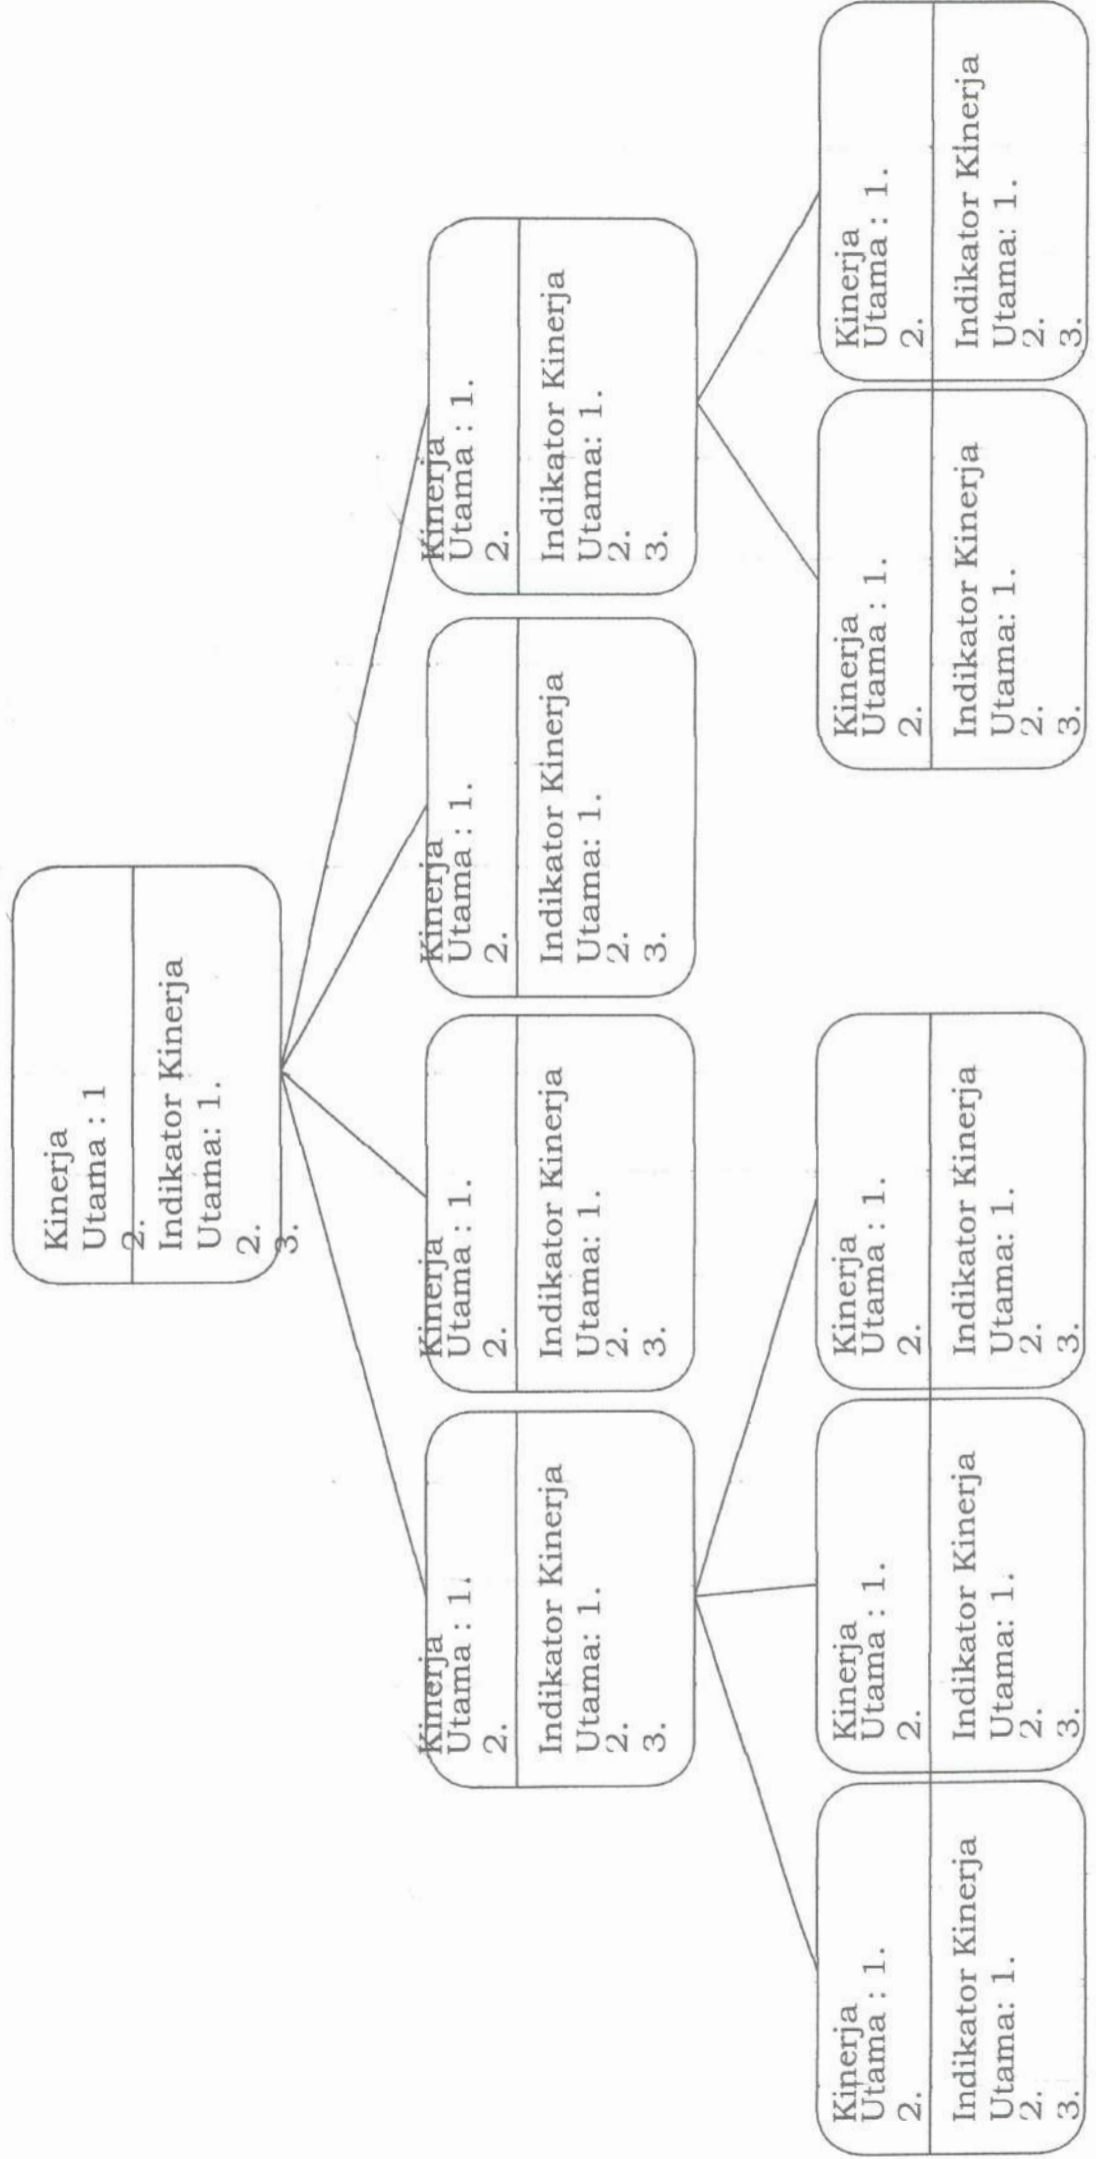 Kinerja
Utama : 1
2.
Indikator Kinerja
Utama: 1.
2.
3.
Kinerja
Utama : 1.
2.
Indikator Kinerja
Utama: 1.
2.
3.
Kinerja
Utama : 1.
2.
Indikator Kinerja
Utama: 1.
2.
3.
Kinerja
Utama : 1.
2.
Indikator Kinerja
Utama: 1.
2.
3.
Kinerja
Utama : 1.
2.
Indikator Kinerja
Utama: 1.
2.
3.
Kinerja
Utama : 1.
2.
Indikator Kinerja
Utama: 1.
2.
3.
Kinerja
Utama : 1.
2.
Indikator Kinerja
Utama: 1.
2.
3.
Kinerja
Utama : 1.
2.
Indikator Kinerja
Utama: 1.
2.
3.
Kinerja
Utama : 1.
2.
Indikator Kinerja
Utama: 1.
2.
3.
Kinerja
Utama : 1.
2.
Indikator Kinerja
Utama: 1.
2.
3.